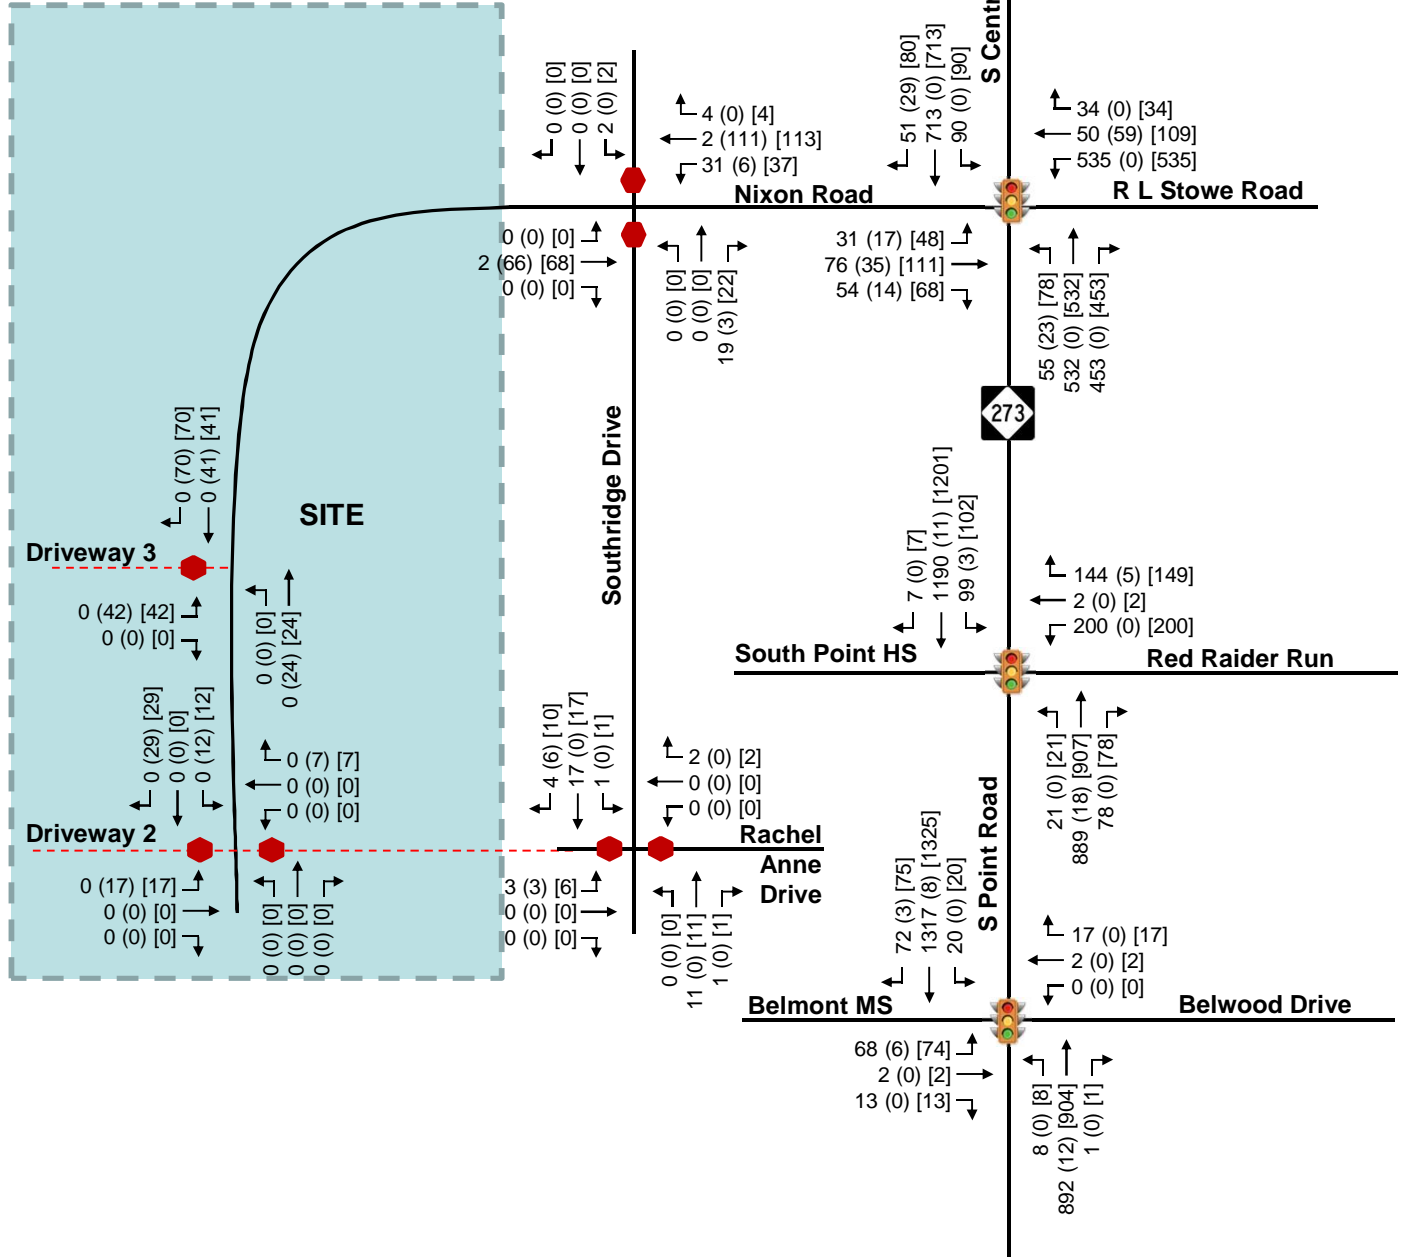 S Centr
51 (29) [80]
713 (0) [713]
90 (0) [90]
0 (0) [0]
0 (0) [0]
2 (0) [2]
4 (0) [4]
2 (111) [113]
31 (6) [37]
34 (0) [34]
50 (59) [109]
535 (0) [535]
Nixon Road
R L Stowe Road
0 (0) [0]
2 (66) [68]
0 (0) [0]
0 (0) [0]
0 (0) [0]
19 (3) [22]
31 (17) [48]
76 (35) [111]
54 (14) [68]
55 (23) [78]
532 (0) [532]
453 (0) [453]
273
Southridge Drive
0 (70) [70]
0 (41) [41]
SITE
Driveway 3
0 (42) [42]
0 (0) [0]
0 (0) [0]
0 (24) [24]
7 (0) [7]
1190 (11) [1201]
99 (3) [102]
144 (5) [149]
2 (0) [2]
200 (0) [200]
South Point HS
Red Raider Run
21 (0) [21]
889 (18) [907]
78 (0) [78]
0 (29) [29]
0 (0) [0]
0 (12) [12]
0 (7) [7]
0 (0) [0]
0 (0) [0]
4 (6) [10]
17 (0) [17]
1 (0) [1]
2 (0) [2]
0 (0) [0]
0 (0) [0]
Driveway 2
Rachel
Anne
Drive
0 (17) [17]
0 (0) [0]
0 (0) [0]
0 (0) [0]
0 (0) [0]
0 (0) [0]
3 (3) [6]
0 (0) [0]
0 (0) [0]
0 (0) [0]
11 (0) [11]
1 (0) [1]
S Point Road
72 (3) [75]
1317 (8) [1325]
20 (0) [20]
17 (0) [17]
2 (0) [2]
0 (0) [0]
Belmont MS
Belwood Drive
68 (6) [74]
2 (0) [2]
13 (0) [13]
8 (0) [8]
892 (12) [904]
1 (0) [1]